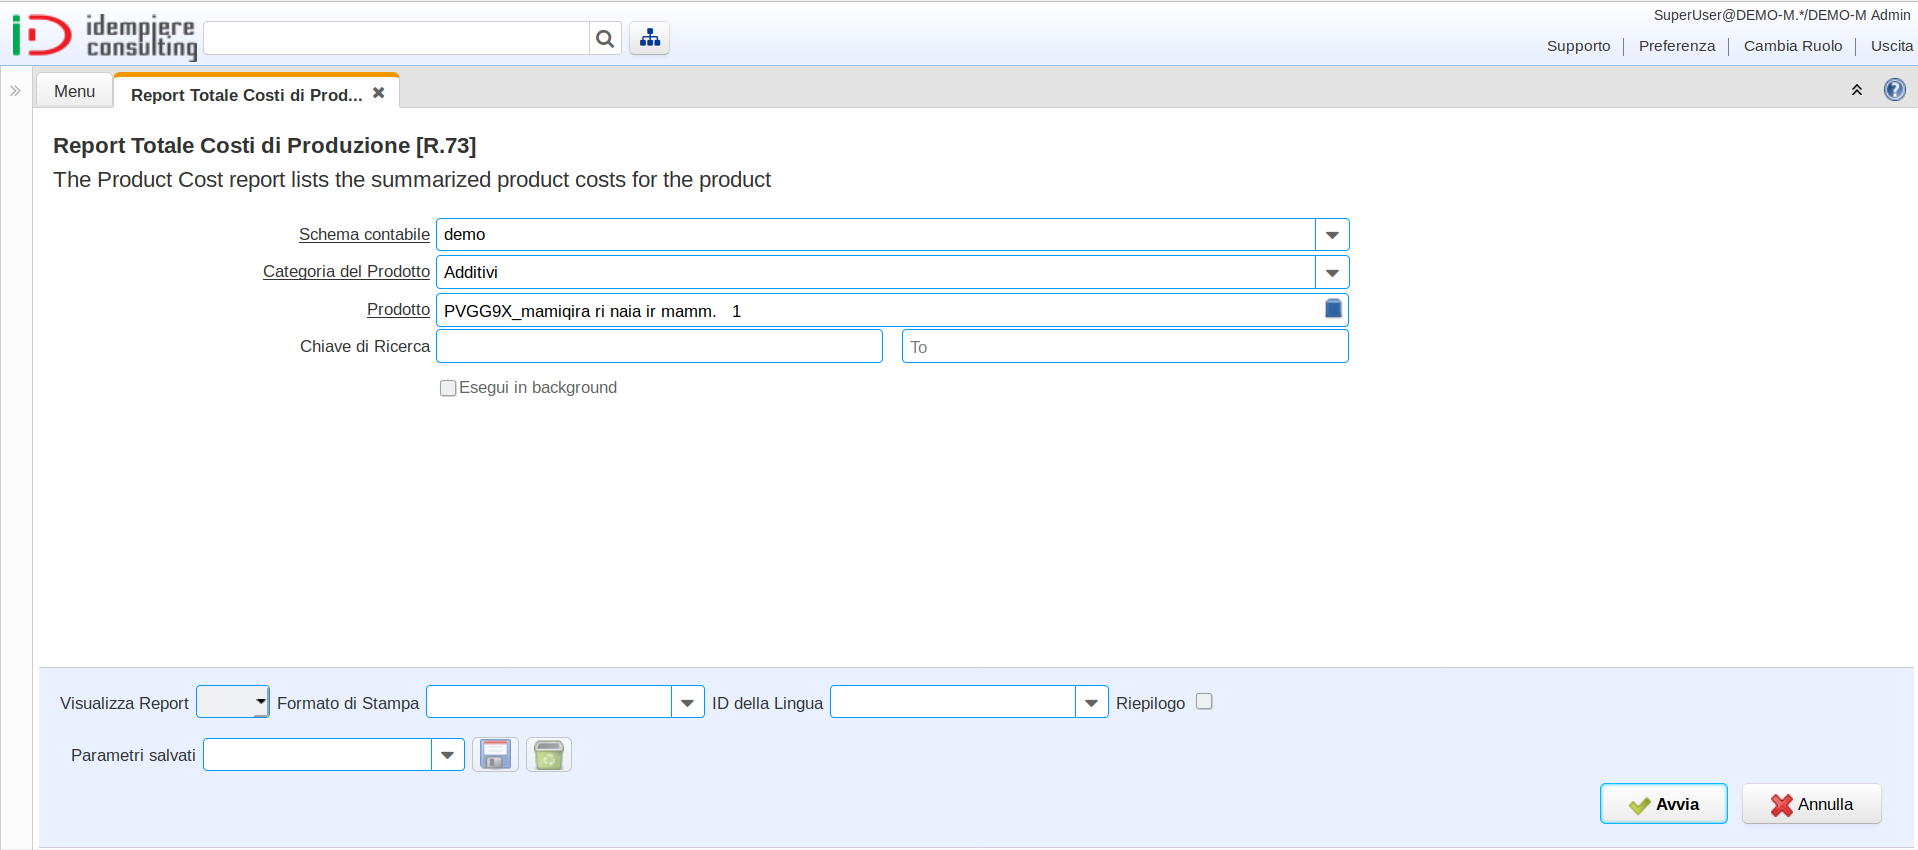 idempiere
consulting
SuperUser@DEMO-M.*/DEMO-M Admin
Supporto
Preferenza
Cambia Ruolo
Uscita
Menu
Report Totale Costi di Prod...
Report Totale Costi di Produzione [R.73]
The Product Cost report lists the summarized product costs for the product
Schema contabile demo
Categoria del Prodotto Additivi
Prodotto PVGG9X_mamiqira ri naia ir mamm. 1
Chiave di Ricerca To
Esegui in background
Visualizza Report Formato di Stampa ID della Lingua Riepilogo
Parametri salvati
Avvia Annulla